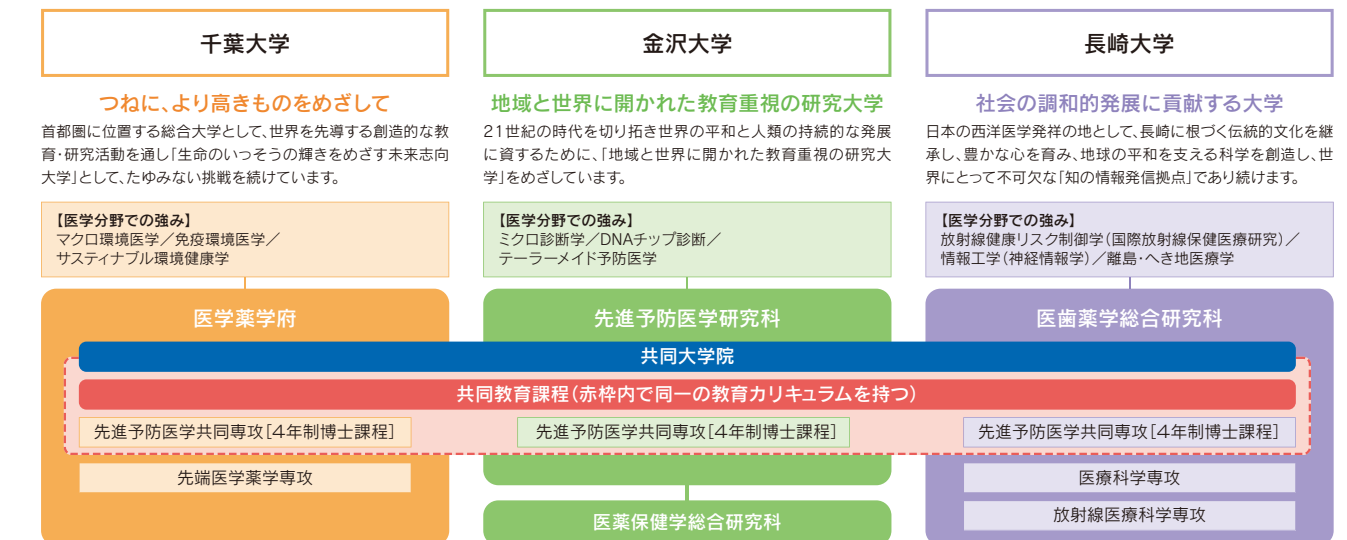 千葉大学
つねに、より高きものをめざして
首都圏に位置する総合大学として、世界を先導する創造的な教
育・研究活動を通し「生命のいっそうの輝きをめざす未来志向
大学」として、たゆみない挑戦を続けています。
【医学分野での強み】
マクロ環境医学／免疫環境医学／
サスティナブル環境健康学
金沢大学
地域と世界に開かれた教育重視の研究大学
21世紀の時代を切り拓き世界の平和と人類の持続的な発展
に資するために、「地域と世界に開かれた教育重視の研究大
学」をめざしています。
【医学分野での強み】
ミクロ診断学／DNAチップ診断／
テーラーメイド予防医学
長崎大学
社会の調和的発展に貢献する大学
日本の西洋医学発祥の地として、長崎に根づく伝統的文化を継
承し、豊かな心を育み、地球の平和を支える科学を創造し、世
界にとって不可欠な「知の情報発信拠点」であり続けます。
【医学分野での強み】
放射線健康リスク制御学（国際放射線保健医療研究）／
情報工学（神経情報学）／離島・へき地医療学
医学薬学府
先進予防医学研究科
医歯薬学総合研究科
共同大学院
共同教育課程（赤枠内で同一の教育カリキュラムを持つ）
先進予防医学共同専攻［4年制博士課程］
先進予防医学共同専攻［4年制博士課程］
先進予防医学共同専攻［4年制博士課程］
先端医学薬学専攻
医療科学専攻
医薬保健学総合研究科
放射線医療科学専攻